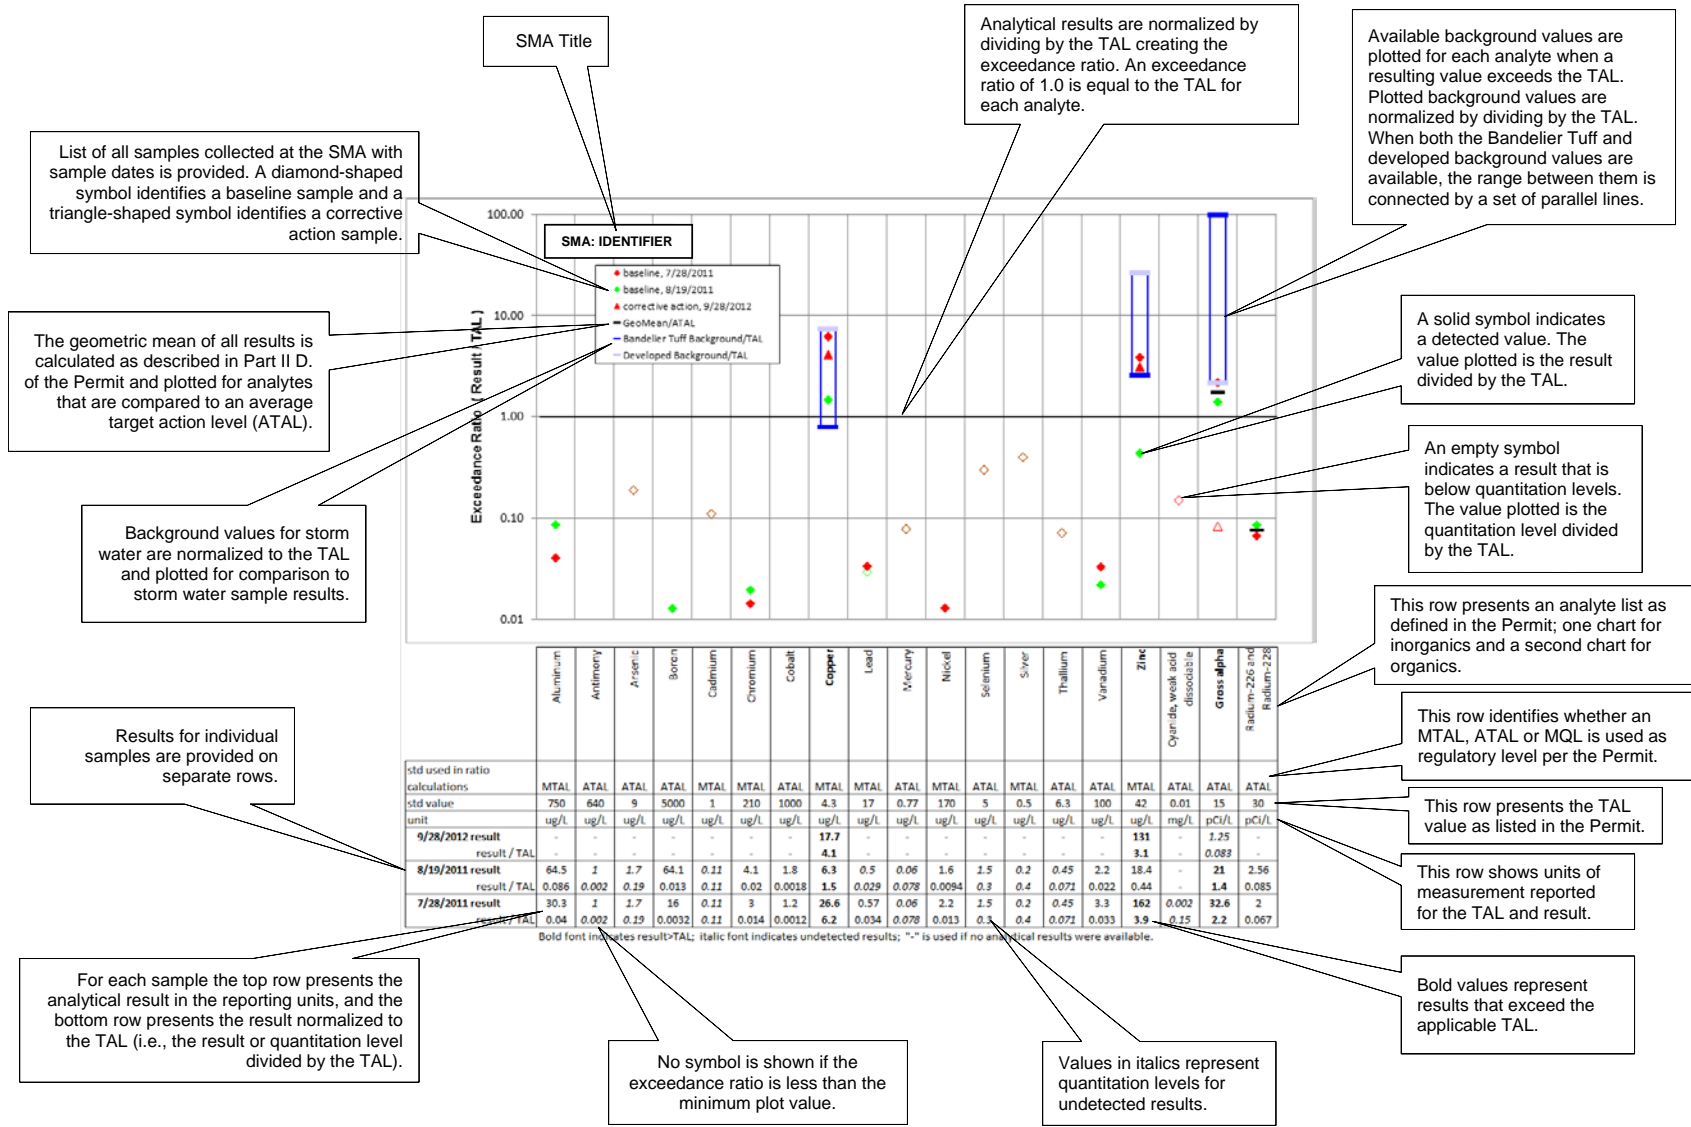 SMA Title
Analytical results are normalized by
dividing by the TAL creating the
exceedance ratio. An exceedance
ratio of 1.0 is equal to the TAL for
each analyte.
Available background values are
plotted for each analyte when a
resulting value exceeds the TAL.
Plotted background values are
normalized by dividing by the TAL.
When both the Bandelier Tuff and
developed background values are
available, the range between them is
connected by a set of parallel lines.
List of all samples collected at the SMA with
sample dates is provided. A diamond-shaped
symbol identifies a baseline sample and a
triangle-shaped symbol identifies a corrective
action sample.
The geometric mean of all results is
calculated as described in Part II D.
of the Permit and plotted for analytes
that are compared to an average
target action level (ATAL).
Background values for storm
water are normalized to the TAL
and plotted for comparison to
storm water sample results.
Exceedance Ratio ( Result / TAL )
100.00
10.00
1.00
0.10
0.01
SMA: IDENTIFIER
baseline, 7/28/2011
baseline, 8/19/2011
corrective action, 9/28/2012
GeoMean/ATAL
Bandelier Tuff Background/TAL
Developed Background/TAL
A solid symbol indicates
a detected value. The
value plotted is the result
divided by the TAL.
An empty symbol
indicates a result that is
below quantitation levels.
The value plotted is the
quantitation level divided
by the TAL.
This row presents an analyte list as
defined in the Permit; one chart for
inorganics and a second chart for
organics.
This row identifies whether an
MTAL, ATAL or MQL is used as
regulatory level per the Permit.
This row presents the TAL
value as listed in the Permit.
This row shows units of
measurement reported
for the TAL and result.
Bold values represent
results that exceed the
applicable TAL.
Results for individual
samples are provided on
separate rows.
Aluminum
Antimony
Arsenic
Boron
Cadmium
Chromium
Cobalt
Copper
Lead
Mercury
Nickel
Selenium
Silver
Thallium
Vanadium
Zinc
Cyanide, weak acid
dissociable
Gross alpha
Radium-226 and
Radium-228
std used in ratio
calculations MTAL ATAL ATAL ATAL MTAL MTAL ATAL MTAL MTAL ATAL MTAL ATAL MTAL ATAL ATAL MTAL ATAL ATAL ATAL
std value 750 640 9 5000 1 210 1000 4.3 17 0.77 170 5 0.5 6.3 100 42 0.01 15 30
unit ug/L ug/L ug/L ug/L ug/L ug/L ug/L ug/L ug/L ug/L ug/L ug/L ug/L ug/L ug/L ug/L mg/L pCi/L pCi/L
9/28/2012 result - - - - - - - 17.7 - - - - - - - 131 - 1.25 -
result / TAL - - - - - - - 4.1 - - - - - - - 3.1 - 0.083 -
8/19/2011 result 64.5 1 1.7 64.1 0.11 4.1 1.8 6.3 0.5 0.06 1.6 1.5 0.2 0.45 2.2 18.4 - 21 2.56
result / TAL 0.086 0.002 0.19 0.013 0.11 0.02 0.0018 1.5 0.029 0.078 0.0094 0.3 0.4 0.071 0.022 0.44 - 1.4 0.085
7/28/2011 result 30.3 1 1.7 16 0.11 3 1.2 26.6 0.57 0.06 2.2 1.5 0.2 0.45 3.3 162 0.002 32.6 2
result / TAL 0.04 0.002 0.19 0.0032 0.11 0.014 0.0012 6.2 0.034 0.078 0.013 0.3 0.4 0.071 0.033 3.9 0.15 2.2 0.067
Bold font indicates result>TAL; italic font indicates undetected results; "-" is used if no analytical results were available.
For each sample the top row presents the
analytical result in the reporting units, and the
bottom row presents the result normalized to
the TAL (i.e., the result or quantitation level
divided by the TAL).
No symbol is shown if the
exceedance ratio is less than the
minimum plot value.
Values in italics represent
quantitation levels for
undetected results.